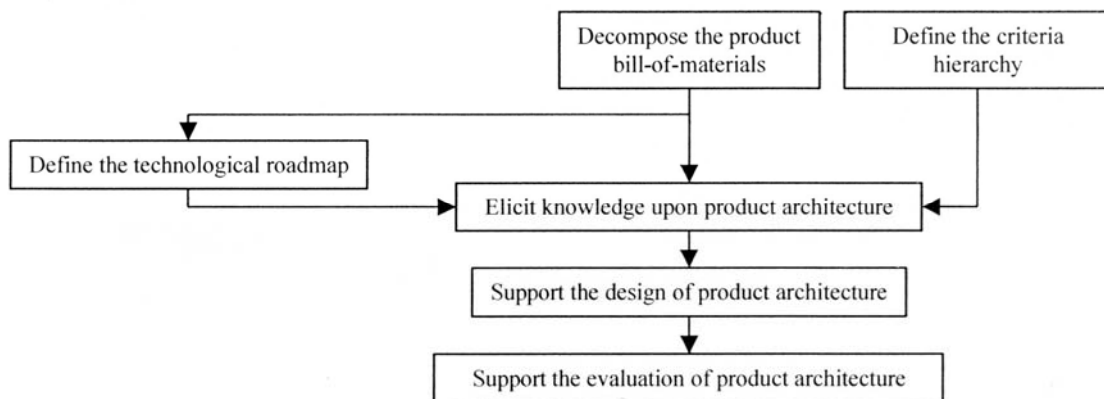 Decompose the product
bill-of-materials
Define the criteria
hierarchy
Define the technological roadmap
Elicit knowledge upon product architecture
Support the design of product architecture
Support the evaluation of product architecture